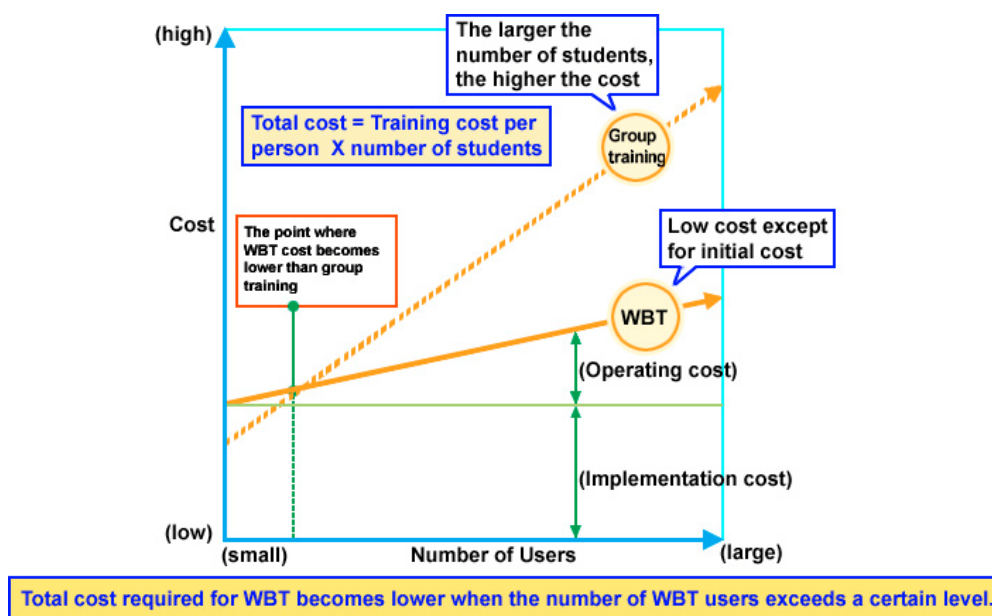 (high)
The larger the
number of students,
the higher the cost
Total cost = Training cost per
person X number of students
Group
training
Cost
The point where
WBT cost becomes
lower than group
training
Low cost except
for initial cost
WBT
(Operating cost)
(Implementation cost)
(low)
(small)
Number of Users
(large)
Total cost required for WBT becomes lower when the number of WBT users exceeds a certain level.